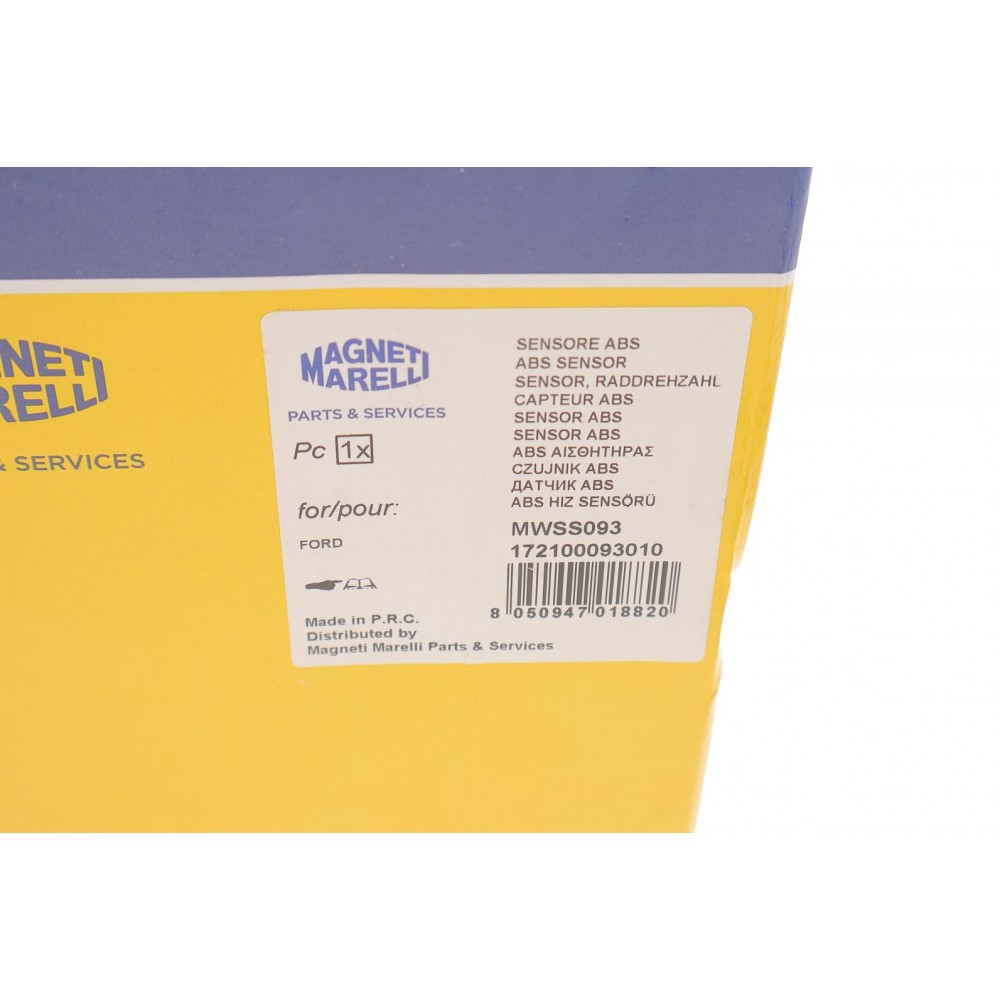 NETI
RELLI
& SERVICES
MAGNETI
MARELLI
PARTS & SERVICES
Pc 1x
for/pour:
FORD
Made in P.R.C.
Distributed by
Magneti Marelli Parts & Services
SENSORE ABS
ABS SENSOR
SENSOR, RADDREHZAHL
CAPTEUR ABS
SENSOR ABS
SENSOR ABS
ABS ΑΙΣΘΗΤΗΡΑΣ
CZUJNIK ABS
ДАТЧИК ABS
ABS HIZ SENSÖRÜ
MWSS093
172100093010
8 050947 018820